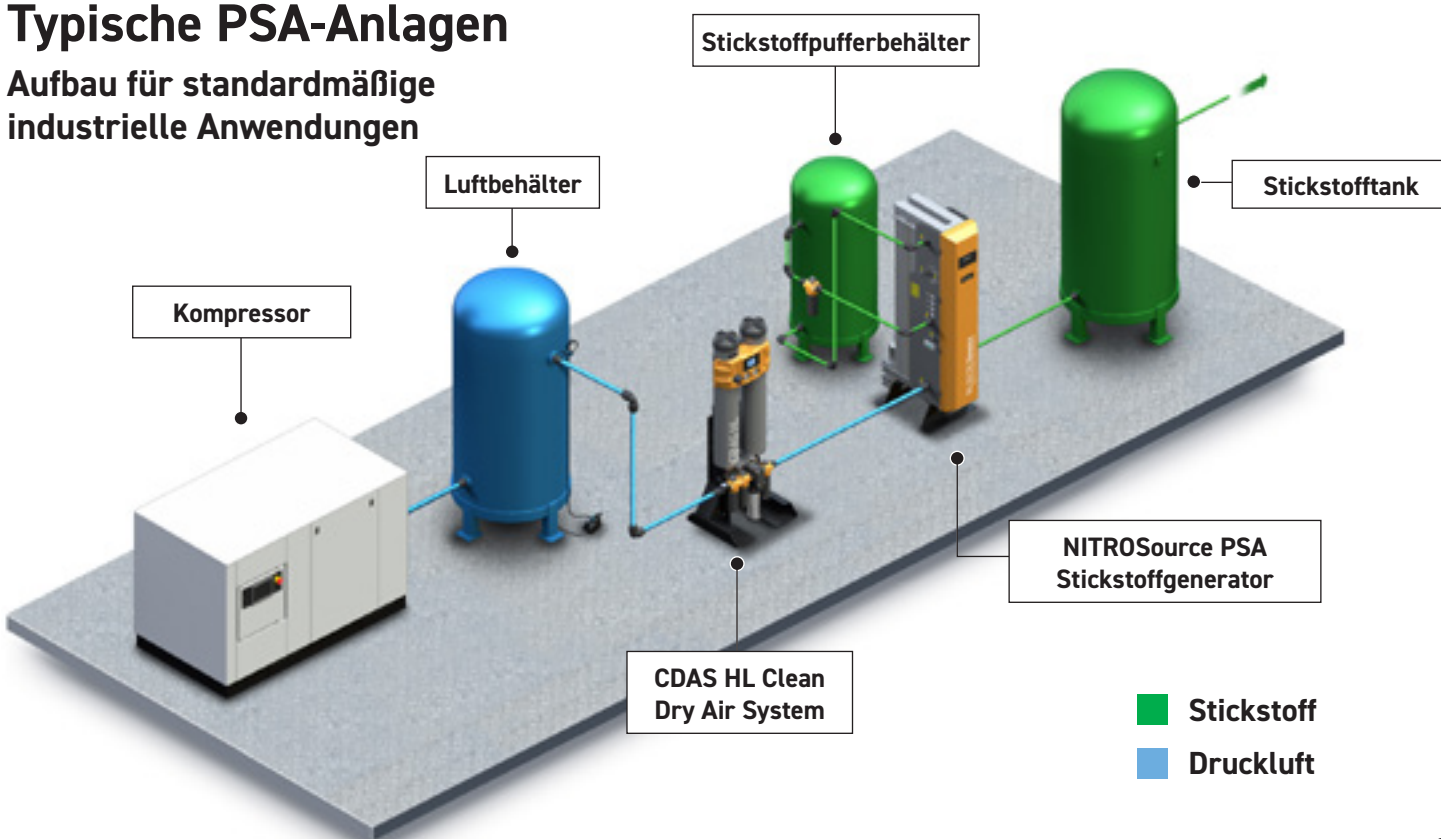 Typische PSA-Anlagen
Aufbau für standardmäßige
industrielle Anwendungen
Stickstoffpufferbehälter
Luftbehälter
Stickstofftank
Kompressor
NITROSource PSA
Stickstoffgenerator
CDAS HL Clean
Dry Air System
Stickstoff
Druckluft